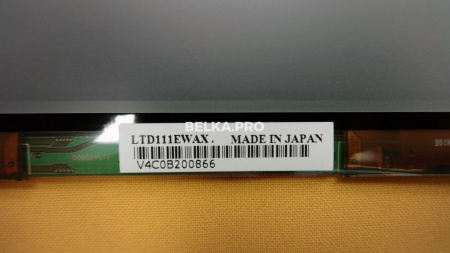 BELKA.PRO
LTD111EWAX. MADE IN JAPAN
V4C0B200866